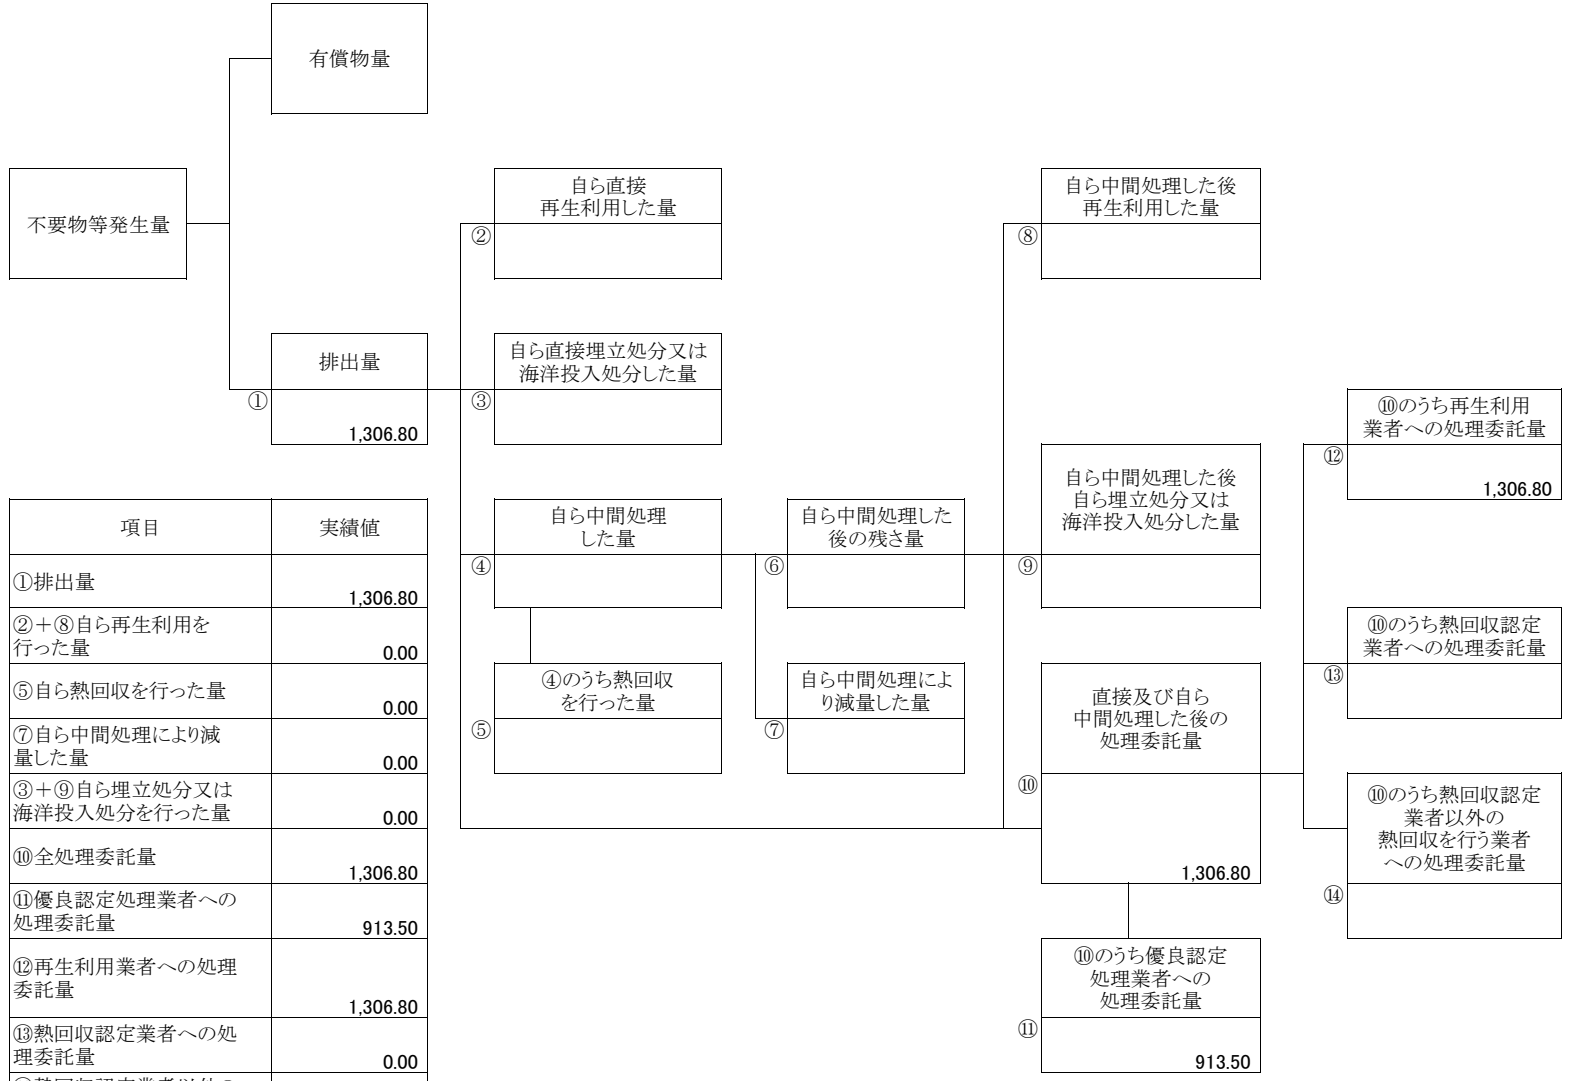 有償物量
不要物等発生量
自ら直接
再生利用した量
②
自ら中間処理した後
再生利用した量
⑧
排出量
①
1,306.80
自ら直接埋立処分又は
海洋投入処分した量
③
⑩のうち再生利用
業者への処理委託量
⑫
1,306.80
自ら中間処理
した量
④
自ら中間処理した
後の残さ量
⑥
自ら中間処理した後
自ら埋立処分又は
海洋投入処分した量
⑨
⑩のうち熱回収認定
業者への処理委託量
⑬
④のうち熱回収
を行った量
⑤
自ら中間処理によ
り減量した量
⑦
直接及び自ら
中間処理した後の
処理委託量
⑩
1,306.80
⑩のうち熱回収認定
業者以外の
熱回収を行う業者
への処理委託量
⑭
⑩のうち優良認定
処理業者への
処理委託量
⑪
913.50
項目 実績値
①排出量
1,306.80
②＋⑧自ら再生利用を
行った量
0.00
⑤自ら熱回収を行った量
0.00
⑦自ら中間処理により減
量した量
0.00
③＋⑨自ら埋立処分又は
海洋投入処分を行った量
0.00
⑩全処理委託量
1,306.80
⑪優良認定処理業者への
処理委託量
913.50
⑫再生利用業者への処理
委託量
1,306.80
⑬熱回収認定業者への処
理委託量
0.00